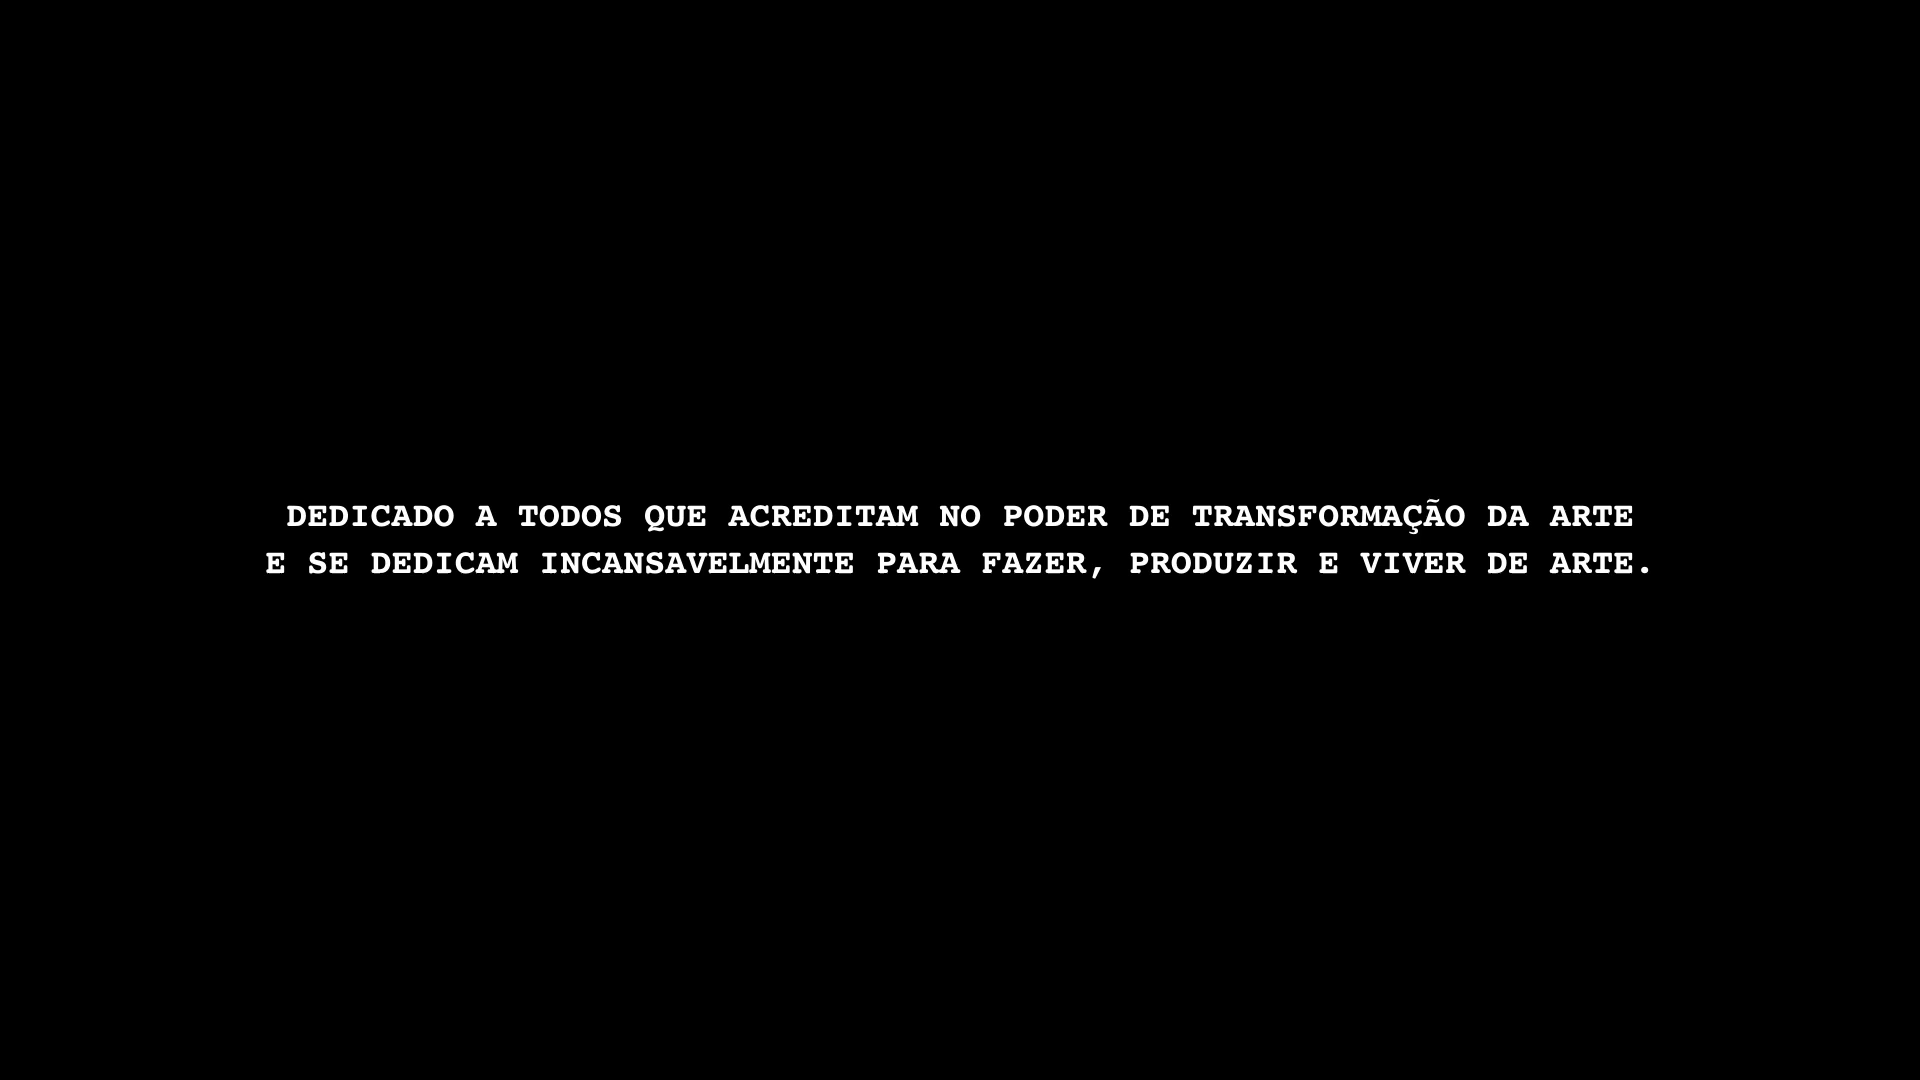 DEDICADO A TODOS QUE ACREDITAM NO PODER DE TRANSFORMAÇÃO DA ARTE
E SE DEDICAM INCANSAVELMENTE PARA FAZER, PRODUZIR E VIVER DE ARTE.